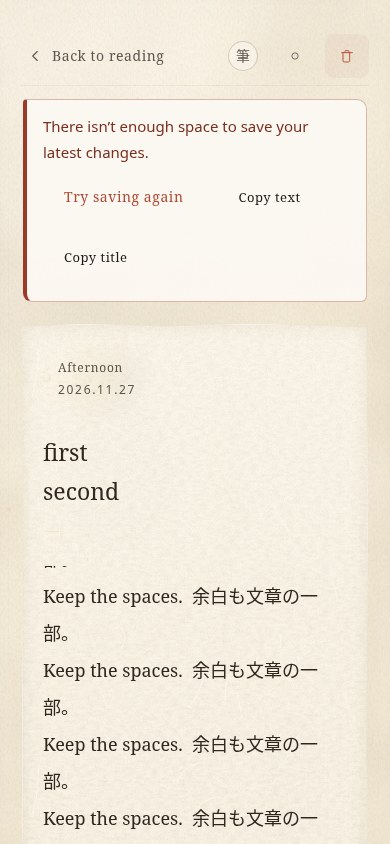 Back to reading
筆
There isn't enough space to save your
latest changes.
Try saving again
Copy text
Copy title
Afternoon
2026.11.27
first
second
Keep the spaces.  余白も文章の一
部。
Keep the spaces.  余白も文章の一
部。
Keep the spaces.  余白も文章の一
部。
Keep the spaces.  余白も文章の一